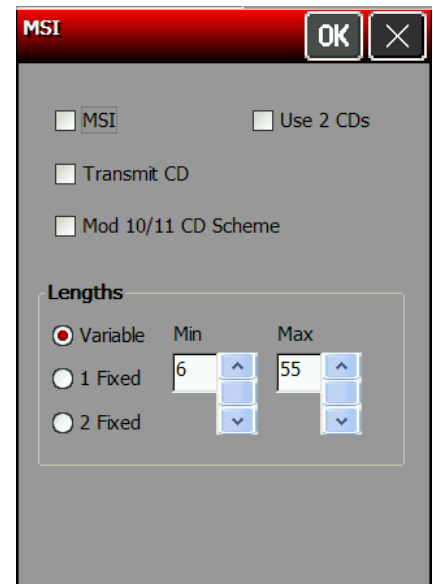 MSI OK
MSI Use 2 CDs
Transmit CD
Mod 10/11 CD Scheme
Lengths
Variable Min Max
1 Fixed 6 55
2 Fixed